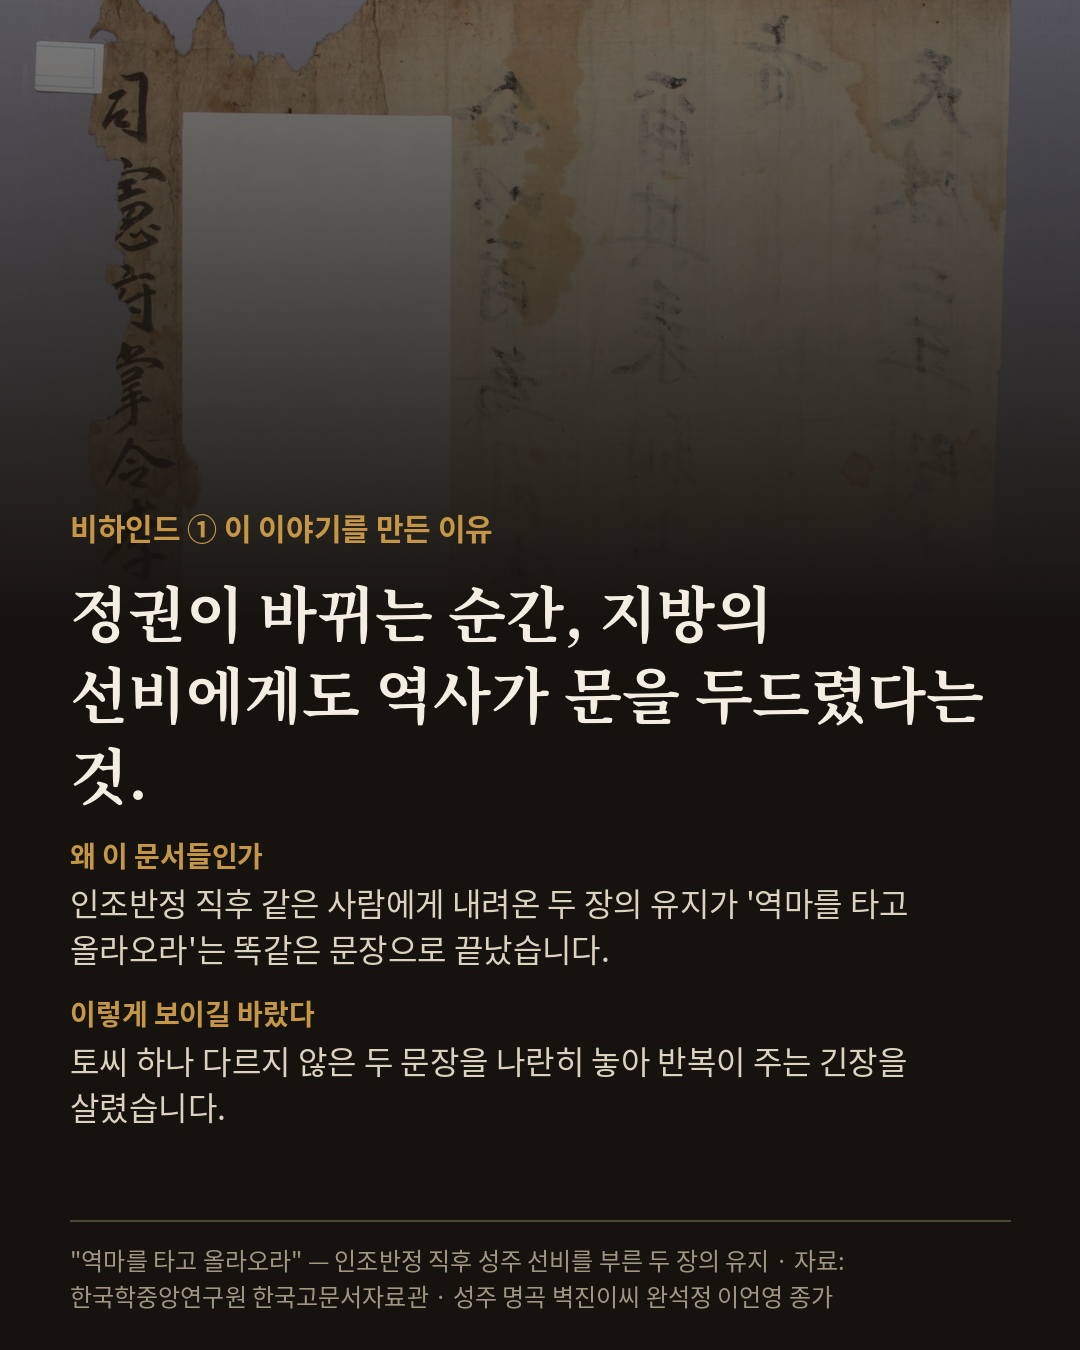 司憲府掌令李
비하인드 ① 이 이야기를 만든 이유
정권이 바뀌는 순간, 지방의
선비에게도 역사가 문을 두드렸다는
것.
왜 이 문서들인가
인조반정 직후 같은 사람에게 내려온 두 장의 유지가 '역마를 타고
올라오라'는 똑같은 문장으로 끝났습니다.
이렇게 보이길 바랐다
토씨 하나 다르지 않은 두 문장을 나란히 놓아 반복이 주는 긴장을
살렸습니다.
"역마를 타고 올라오라" — 인조반정 직후 성주 선비를 부른 두 장의 유지 · 자료:
한국학중앙연구원 한국고문서자료관 · 성주 명곡 벽진이씨 완석정 이언영 종가